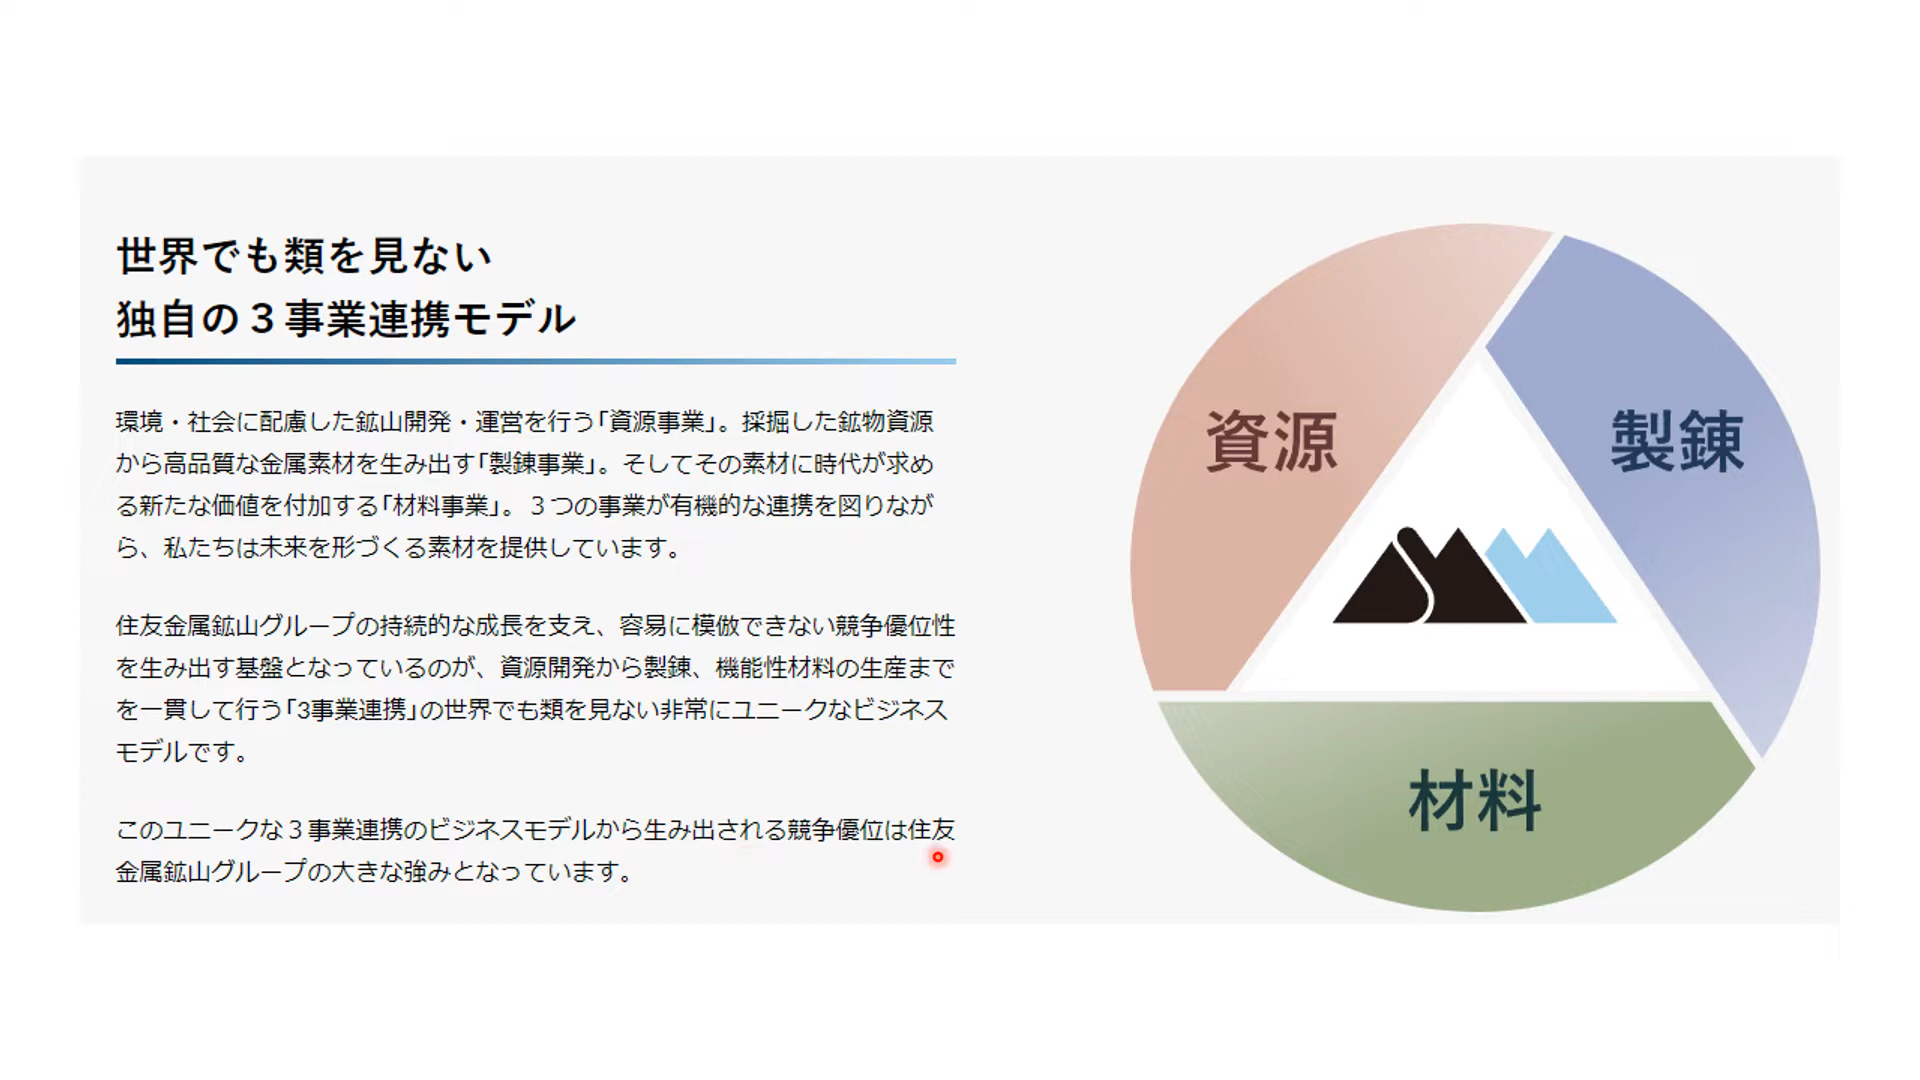 世界でも類を見ない
独自の３事業連携モデル
環境・社会に配慮した鉱山開発・運営を行う「資源事業」。採掘した鉱物資源
から高品質な金属素材を生み出す「製錬事業」。そしてその素材に時代が求め
る新たな価値を付加する「材料事業」。３つの事業が有機的な連携を図りなが
ら、私たちは未来を形づくる素材を提供しています。
住友金属鉱山グループの持続的な成長を支え、容易に模倣できない競争優位性
を生み出す基盤となっているのが、資源開発から製錬、機能性材料の生産まで
を一貫して行う「3事業連携」の世界でも類を見ない非常にユニークなビジネス
モデルです。
このユニークな３事業連携のビジネスモデルから生み出される競争優位は住友
金属鉱山グループの大きな強みとなっています。
資源
製錬
材料